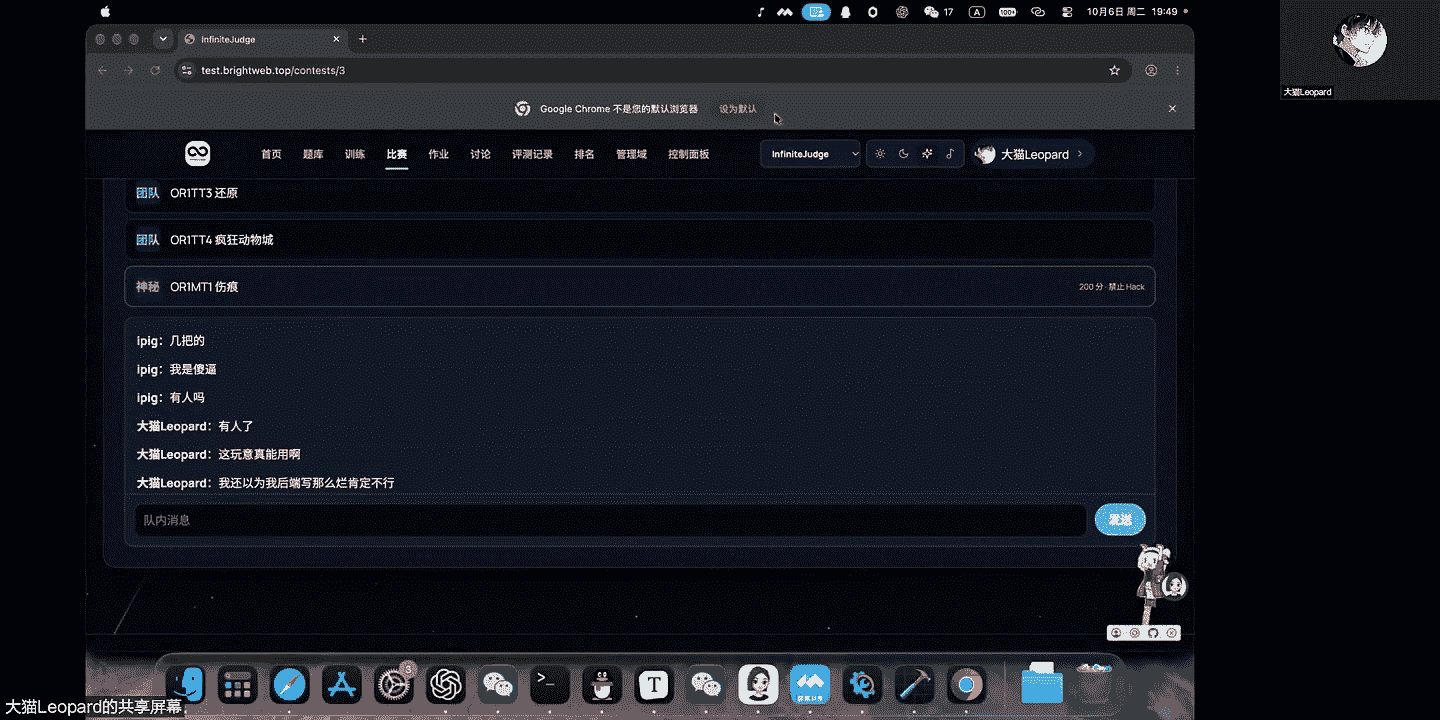 17
A
100+
10月6日 周二 19:49
InfiniteJudge
test.brightweb.top/contests/3
Google Chrome 不是您的默认浏览器 设为默认
首页 题库 训练 比赛 作业 讨论 评测记录 排名 管理域 控制面板 InfiniteJudge 大猫Leopard
大猫Leopard
团队 OR1TT3 还原
团队 OR1TT4 疯狂动物城
神秘 OR1MT1 伤痕 200 分 · 禁止 Hack
ipig：几把的
ipig：我是傻逼
ipig：有人吗
大猫Leopard：有人了
大猫Leopard：这玩意真能用啊
大猫Leopard：我还以为我后端写那么烂肯定不行
队内消息 发送
3
T
大猫Leopard的共享屏幕